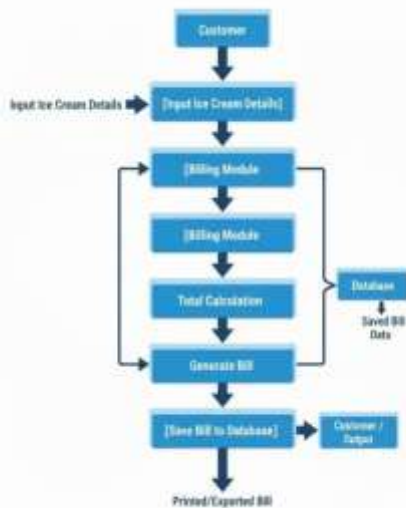 Customer
Input Ice Cream Details
[Input Ice Cream Details]
[Billing Module
[Billing Module
Total Calculation
Database
Saved Bill
Data
Generate Bill
[Save Bill to Database]
Customer /
Output
Printed/Exported Bill